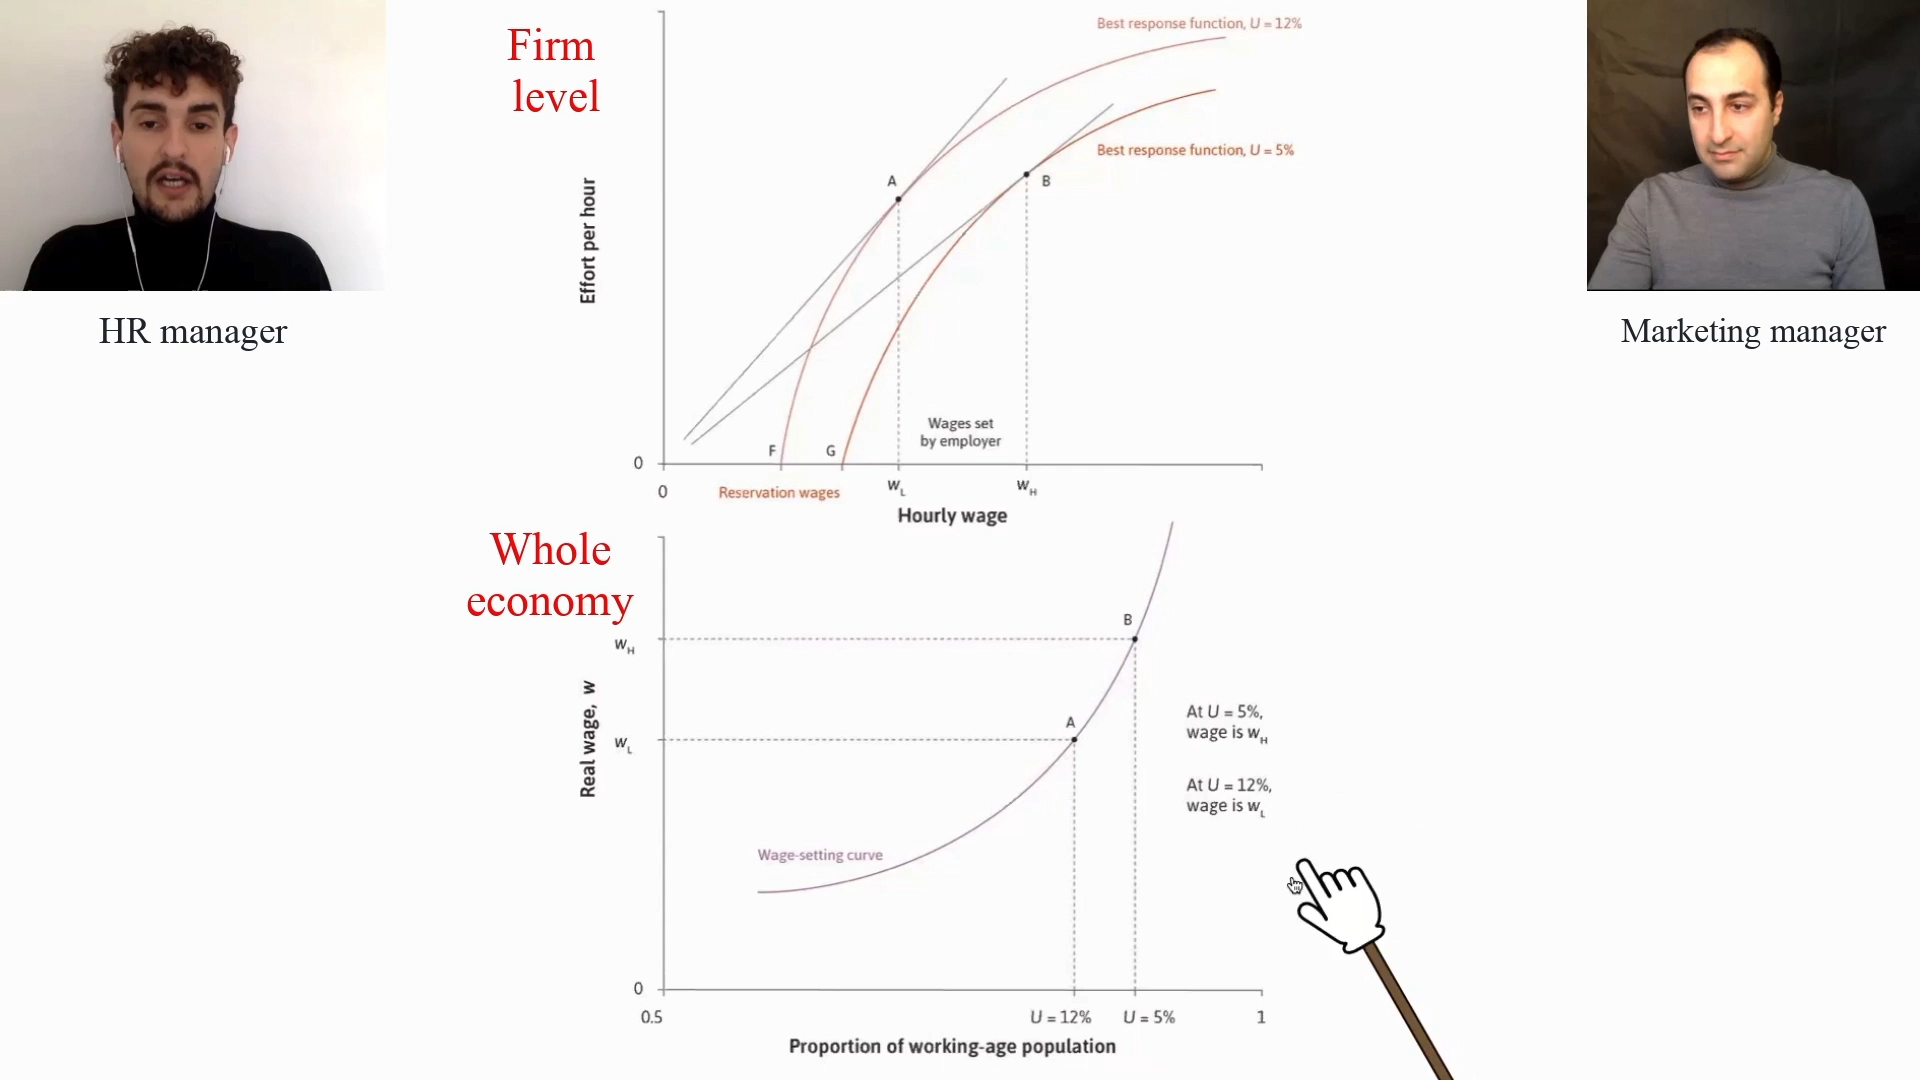 Firm
level
Best response function, U = 12%
Best response function, U = 5%
A
B
Effort per hour
Wages set
by employer
F
G
0
0
Reservation wages
wL
wH
Hourly wage
HR manager
Marketing manager
Whole
economy
B
wH
A
wL
Real wage, w
At U = 5%,
wage is wH
At U = 12%,
wage is wL
Wage-setting curve
0
0.5
U = 12%
U = 5%
1
Proportion of working-age population